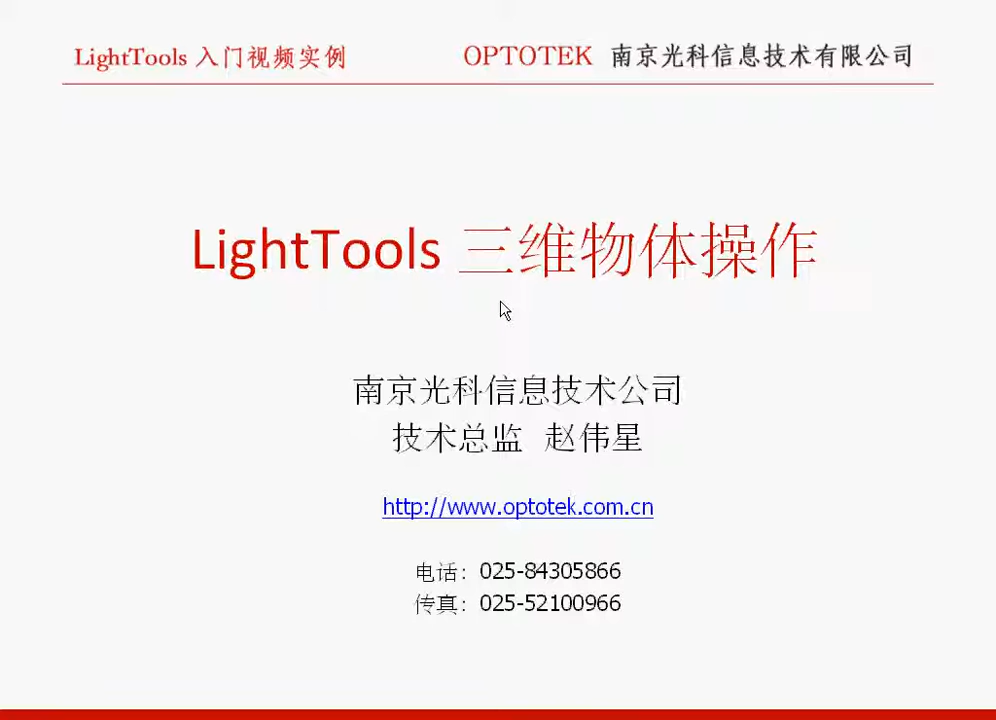 LightTools 入门视频实例 OPTOTEK 南京光科信息技术有限公司
LightTools 三维物体操作
南京光科信息技术公司
技术总监 赵伟星
http://www.optotek.com.cn
电话：025-84305866
传真：025-52100966